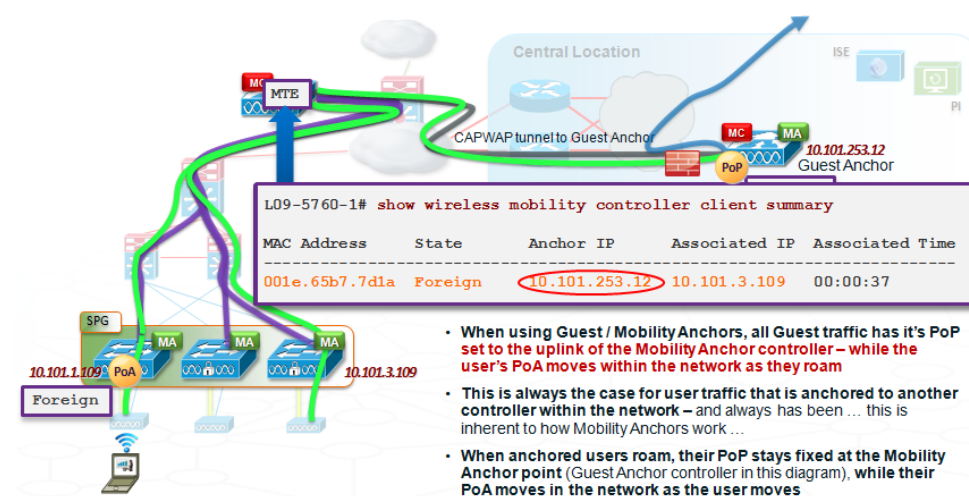 Central Location
ISE
PI
MC
MTE
CAPWAP tunnel to Guest Anchor
MC
MA
10.101.253.12
Guest Anchor
PoP
L09-5760-1# show wireless mobility controller client summary
MAC Address State Anchor IP Associated IP Associated Time
--------------------------------------------------------------------------------
001e.65b7.7d1a Foreign 10.101.253.12 10.101.3.109 00:00:37
SPG
MA
MA
MA
10.101.1.109
PoA
10.101.3.109
Foreign
• When using Guest / Mobility Anchors, all Guest traffic has it's PoP
set to the uplink of the Mobility Anchor controller – while the
user's PoA moves within the network as they roam
• This is always the case for user traffic that is anchored to another
controller within the network – and always has been … this is
inherent to how Mobility Anchors work …
• When anchored users roam, their PoP stays fixed at the Mobility
Anchor point (Guest Anchor controller in this diagram), while their
PoA moves in the network as the user moves